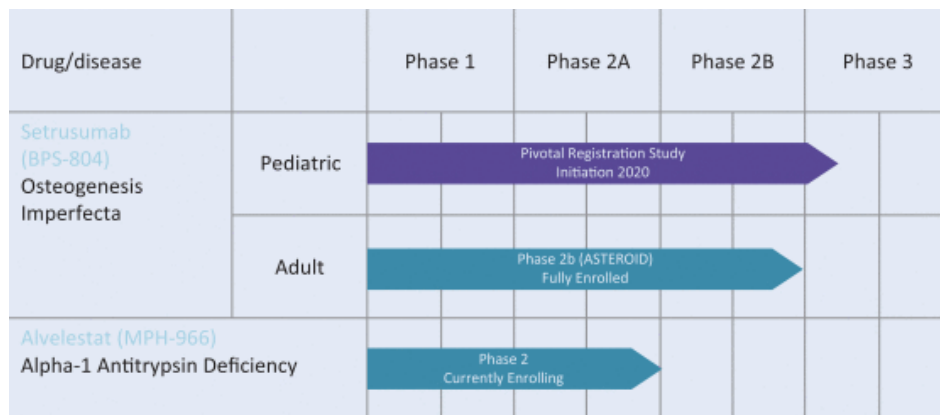 Drug/disease
Phase 1
Phase 2A
Phase 2B
Phase 3
Setrusumab
(BPS-804)
Osteogenesis
Imperfecta
Pediatric
Pivotal Registration Study
Initiation 2020
Adult
Phase 2b (ASTEROID)
Fully Enrolled
Alvelestat (MPH-966)
Alpha-1 Antitrypsin Deficiency
Phase 2
Currently Enrolling